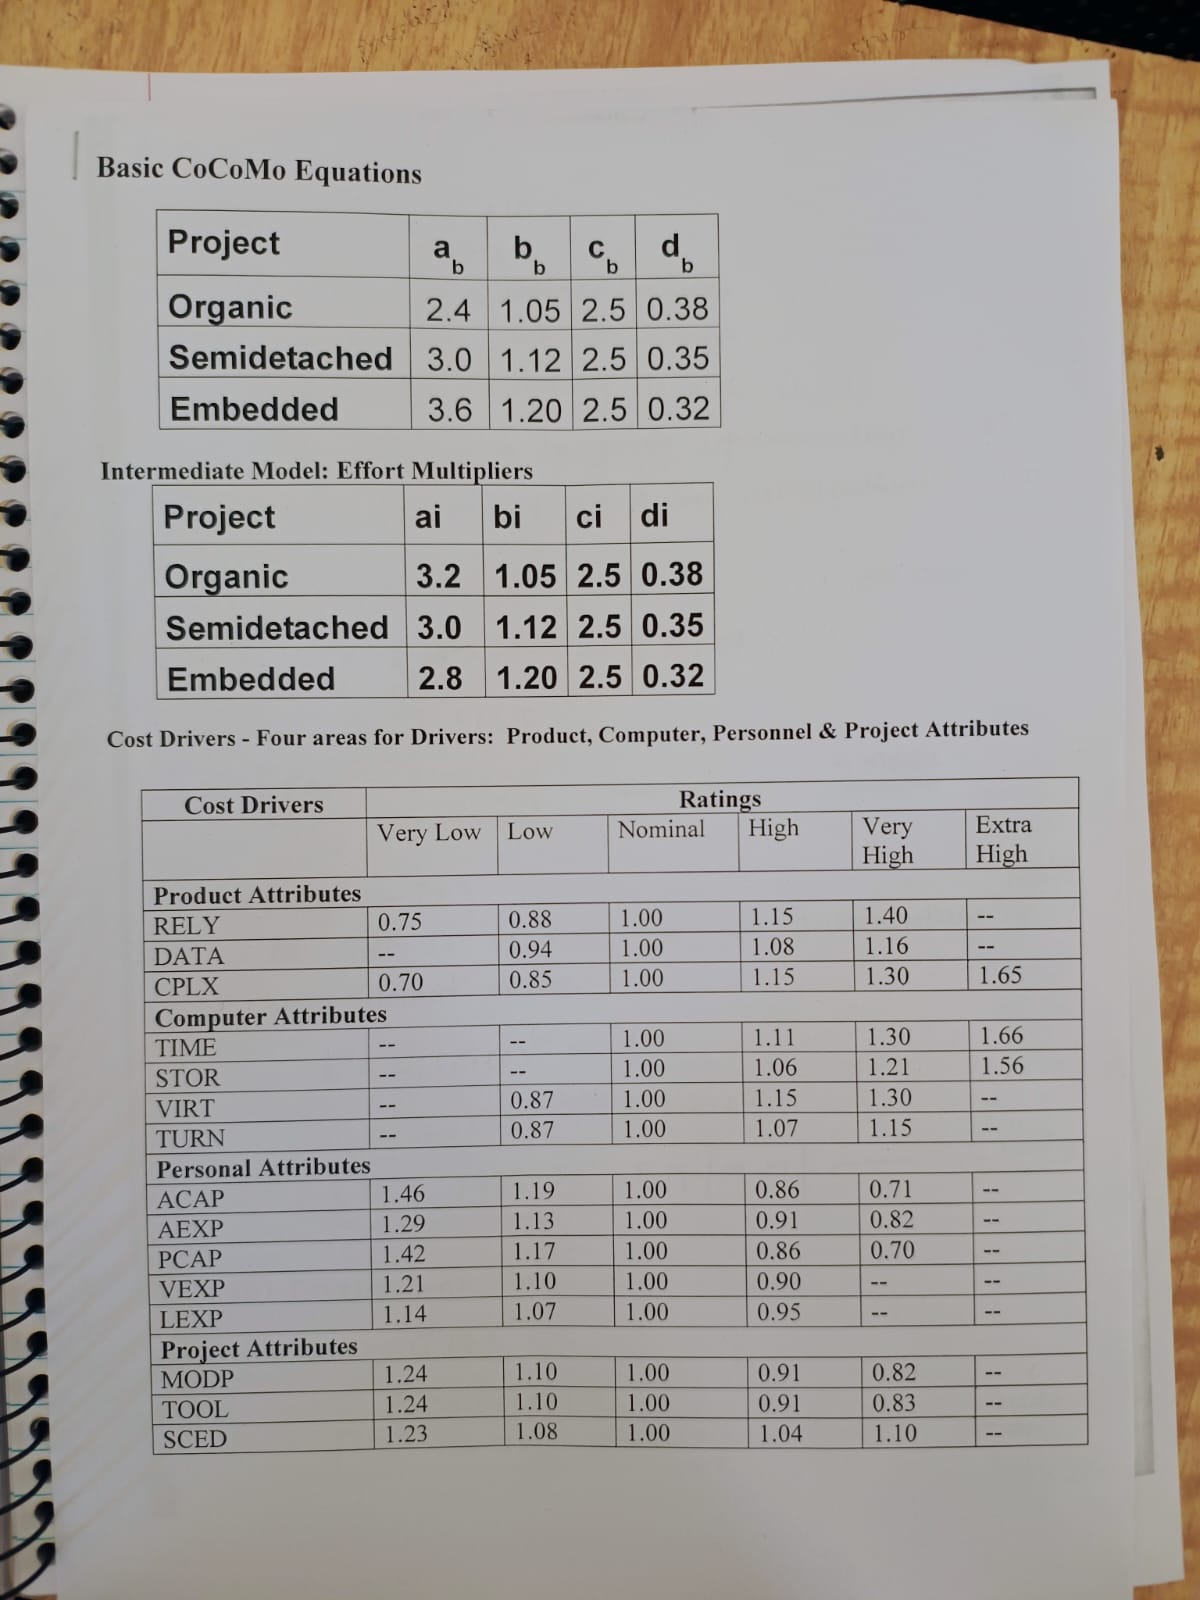 Basic CoCoMo Equations
Project a b b b c b d b
Organic 2.4 1.05 2.5 0.38
Semidetached 3.0 1.12 2.5 0.35
Embedded 3.6 1.20 2.5 0.32
Intermediate Model: Effort Multipliers
Project ai bi ci di
Organic 3.2 1.05 2.5 0.38
Semidetached 3.0 1.12 2.5 0.35
Embedded 2.8 1.20 2.5 0.32
Cost Drivers - Four areas for Drivers: Product, Computer, Personnel & Project Attributes
Cost Drivers Ratings
Very Low Low Nominal High Very High Extra High
Product Attributes
RELY 0.75 0.88 1.00 1.15 1.40 --
DATA -- 0.94 1.00 1.08 1.16 --
CPLX 0.70 0.85 1.00 1.15 1.30 1.65
Computer Attributes
TIME -- -- 1.00 1.11 1.30 1.66
STOR -- -- 1.00 1.06 1.21 1.56
VIRT -- 0.87 1.00 1.15 1.30 --
TURN -- 0.87 1.00 1.07 1.15 --
Personal Attributes
ACAP 1.46 1.19 1.00 0.86 0.71 --
AEXP 1.29 1.13 1.00 0.91 0.82 --
PCAP 1.42 1.17 1.00 0.86 0.70 --
VEXP 1.21 1.10 1.00 0.90 -- --
LEXP 1.14 1.07 1.00 0.95 -- --
Project Attributes
MODP 1.24 1.10 1.00 0.91 0.82 --
TOOL 1.24 1.10 1.00 0.91 0.83 --
SCED 1.23 1.08 1.00 1.04 1.10 --